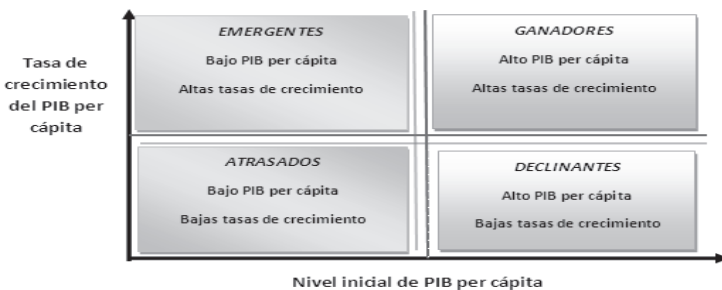 Tasa de
crecimiento
del PIB per
cápita
EMERGENTES
Bajo PIB per cápita
Altas tasas de crecimiento
GANADORES
Alto PIB per cápita
Altas tasas de crecimiento
ATRASADOS
Bajo PIB per cápita
Bajas tasas de crecimiento
DECLINANTES
Alto PIB per cápita
Bajas tasas de crecimiento
Nivel inicial de PIB per cápita